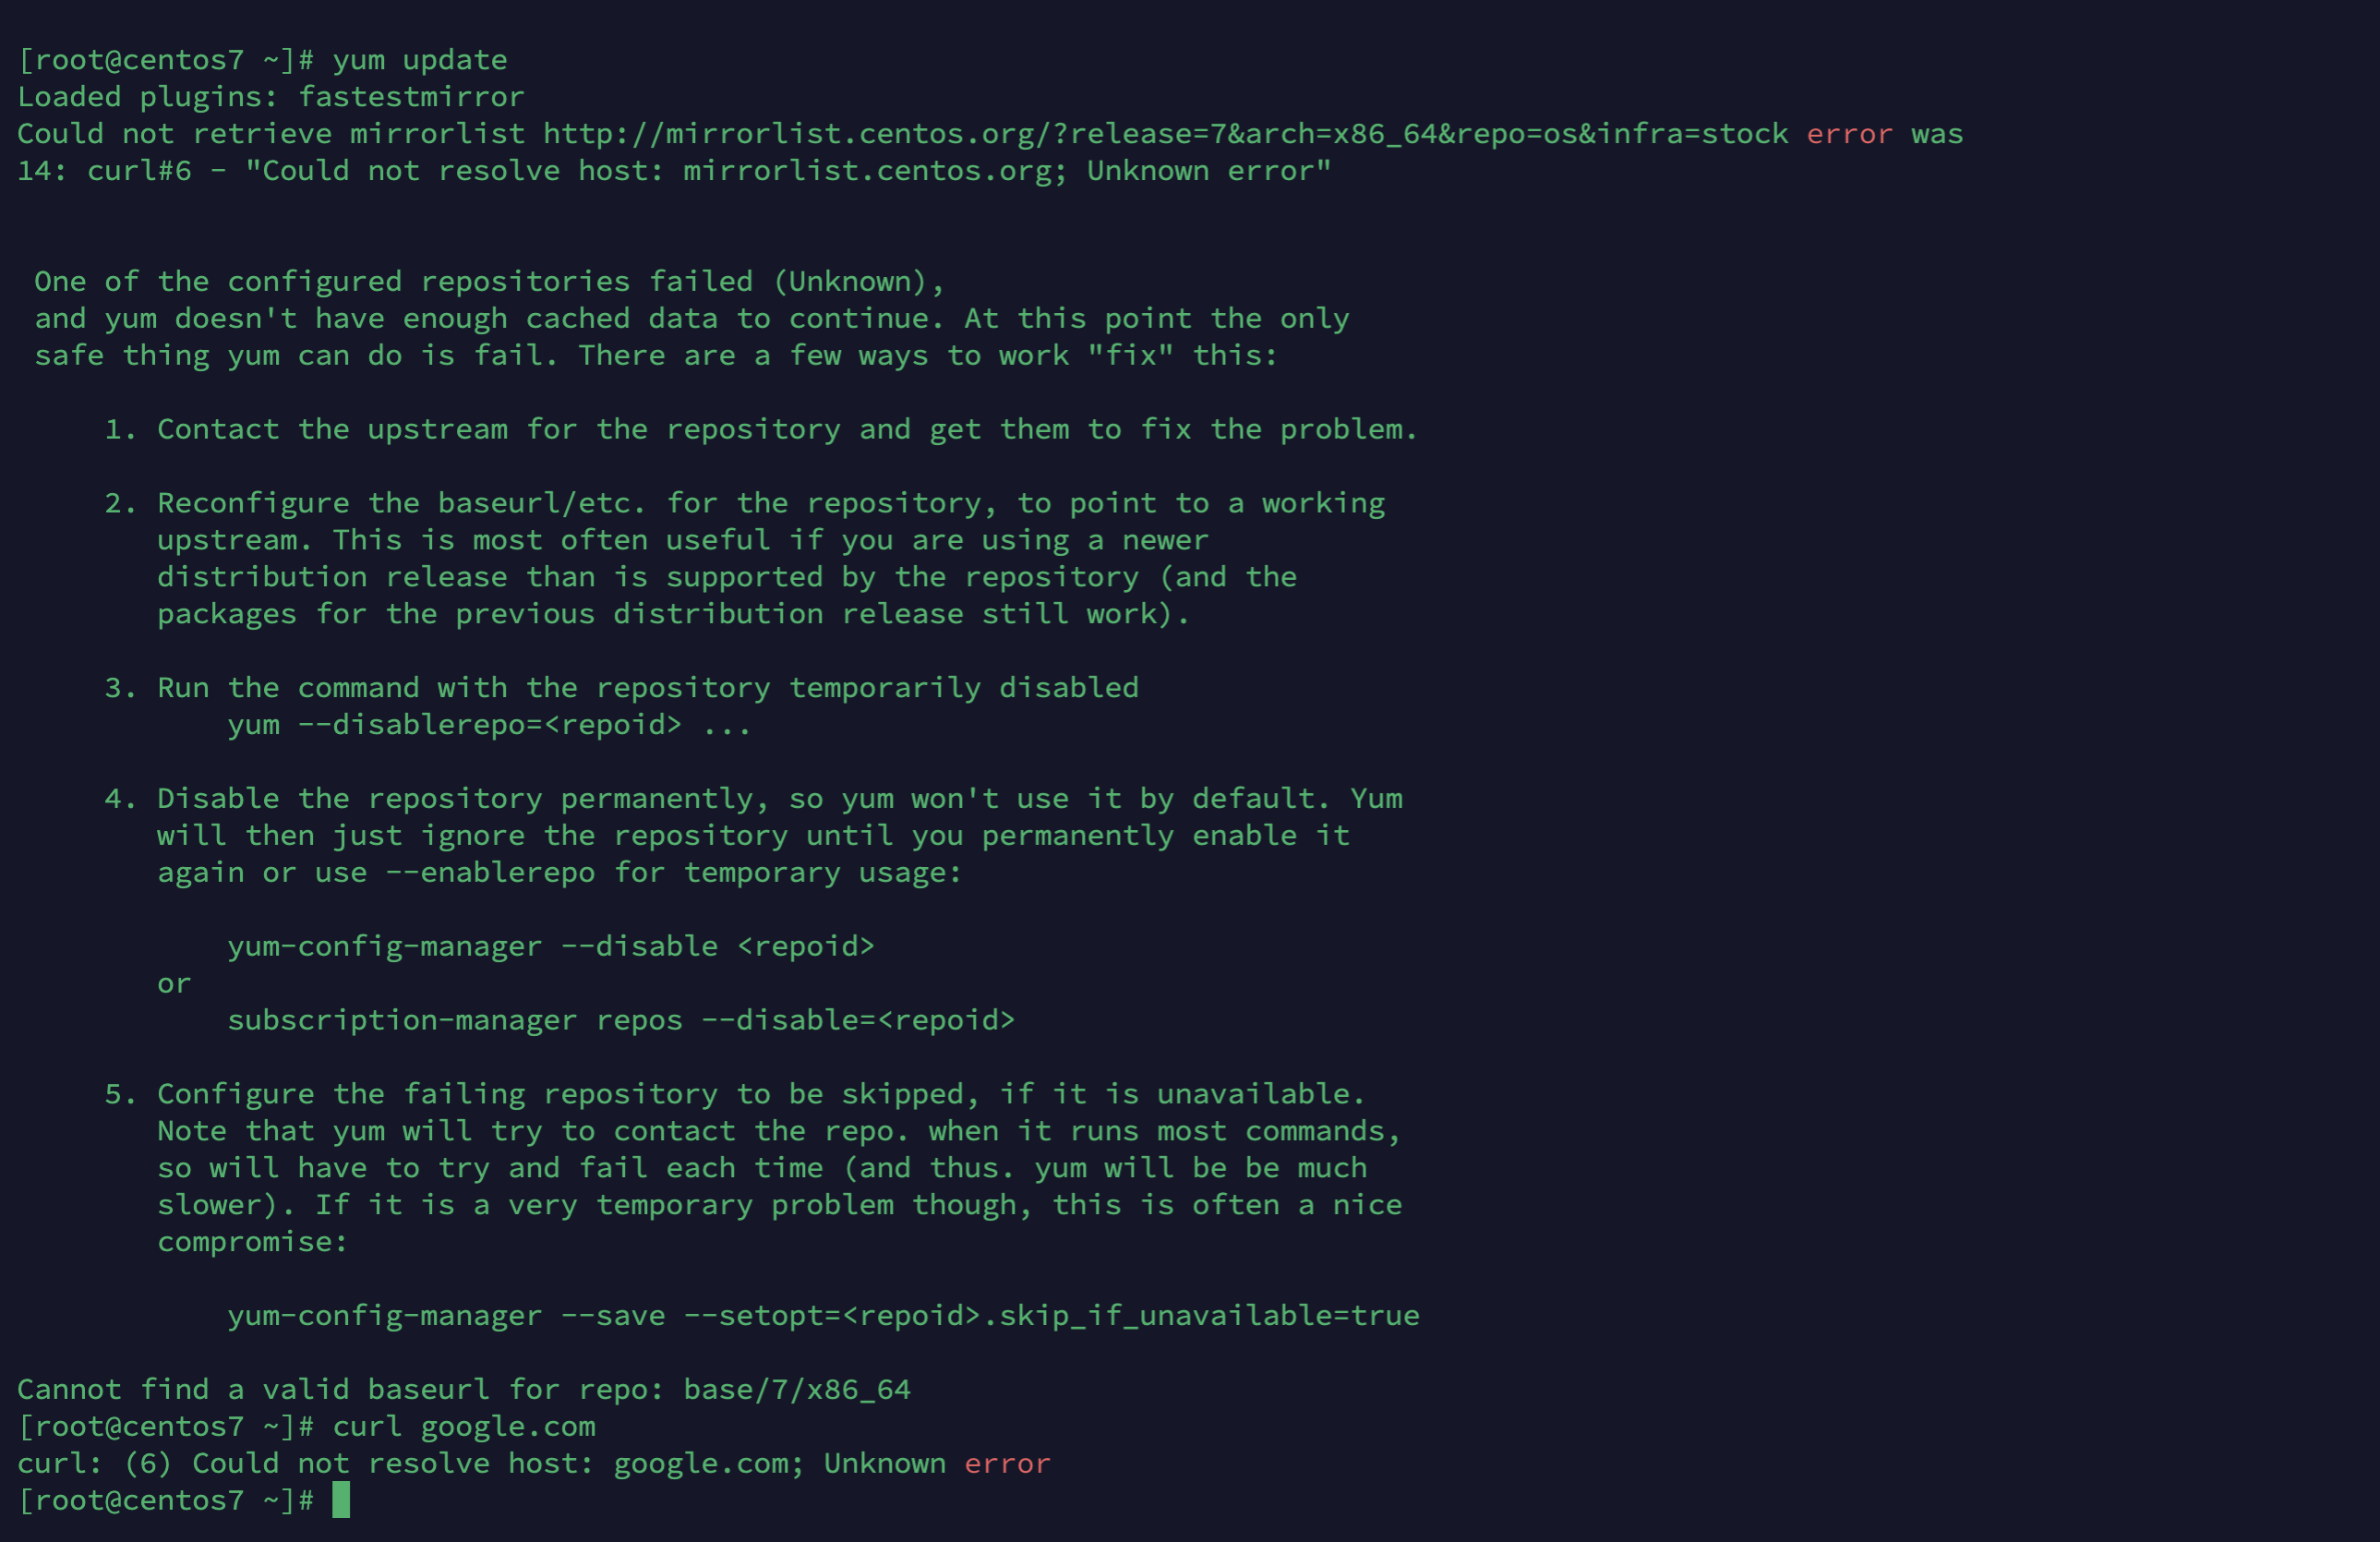 [root@centos7 ~]# yum update
Loaded plugins: fastestmirror
Could not retrieve mirrorlist http://mirrorlist.centos.org/?release=7&arch=x86_64&repo=os&infra=stock error was
14: curl#6 - "Could not resolve host: mirrorlist.centos.org; Unknown error"
One of the configured repositories failed (Unknown),
and yum doesn't have enough cached data to continue. At this point the only
safe thing yum can do is fail. There are a few ways to work "fix" this:
1. Contact the upstream for the repository and get them to fix the problem.
2. Reconfigure the baseurl/etc. for the repository, to point to a working
upstream. This is most often useful if you are using a newer
distribution release than is supported by the repository (and the
packages for the previous distribution release still work).
3. Run the command with the repository temporarily disabled
yum --disablerepo=<repoid> ...
4. Disable the repository permanently, so yum won't use it by default. Yum
will then just ignore the repository until you permanently enable it
again or use --enablerepo for temporary usage:
yum-config-manager --disable <repoid>
or
subscription-manager repos --disable=<repoid>
5. Configure the failing repository to be skipped, if it is unavailable.
Note that yum will try to contact the repo. when it runs most commands,
so will have to try and fail each time (and thus. yum will be be much
slower). If it is a very temporary problem though, this is often a nice
compromise:
yum-config-manager --save --setopt=<repoid>.skip_if_unavailable=true
Cannot find a valid baseurl for repo: base/7/x86_64
[root@centos7 ~]# curl google.com
curl: (6) Could not resolve host: google.com; Unknown error
[root@centos7 ~]#